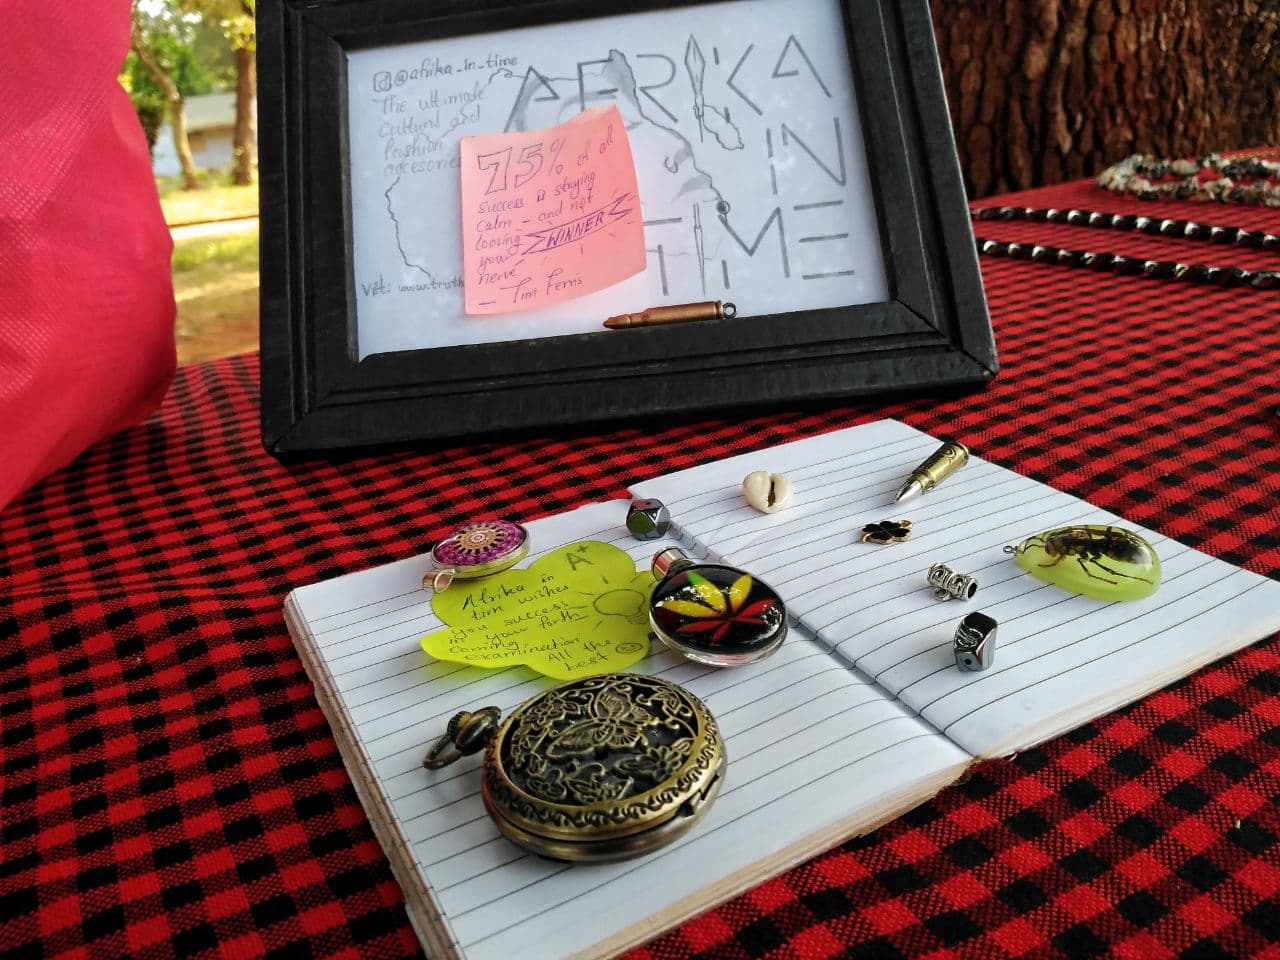 @afrika_in_time
The ultimate
Cultural and
Fashion
accesories
AFRIKA
IN
TIME
75% of all
success is staying
calm - and not
loosing WINNER
your
nerve
- Tim Ferris
Vst: www.truth
A+
Afrika in
tim wishes
you success
in your forth
coming
examination
All the
best